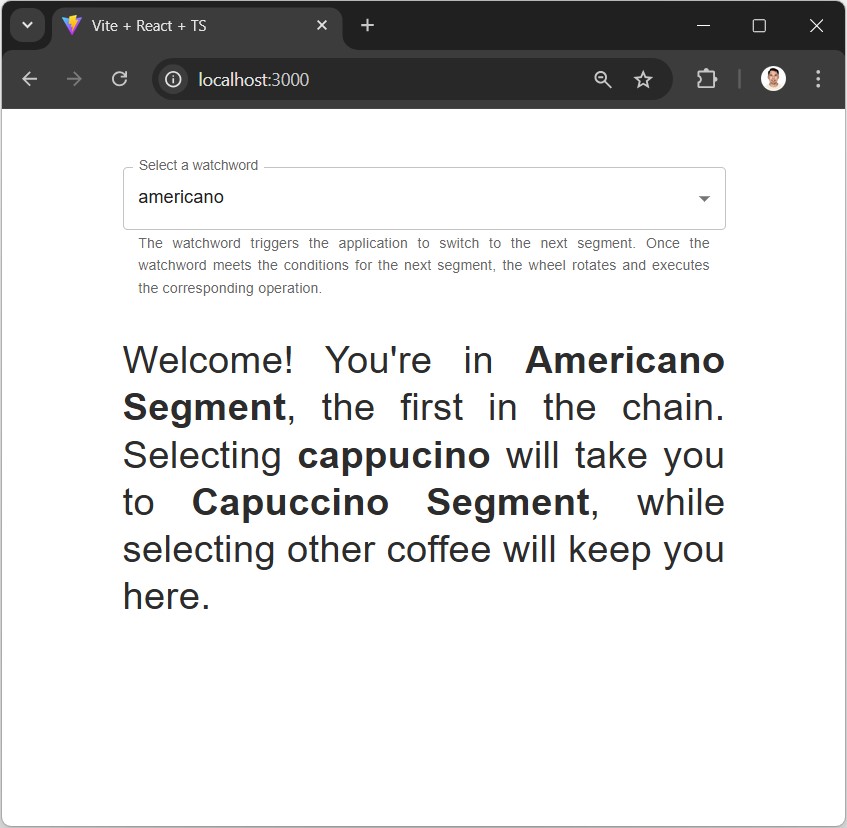 Vite + React + TS
localhost:3000
Select a watchword
americano
The watchword triggers the application to switch to the next segment. Once the
watchword meets the conditions for the next segment, the wheel rotates and executes
the corresponding operation.
Welcome! You're in Americano
Segment, the first in the chain.
Selecting cappucino will take you
to Capuccino Segment, while
selecting other coffee will keep you
here.